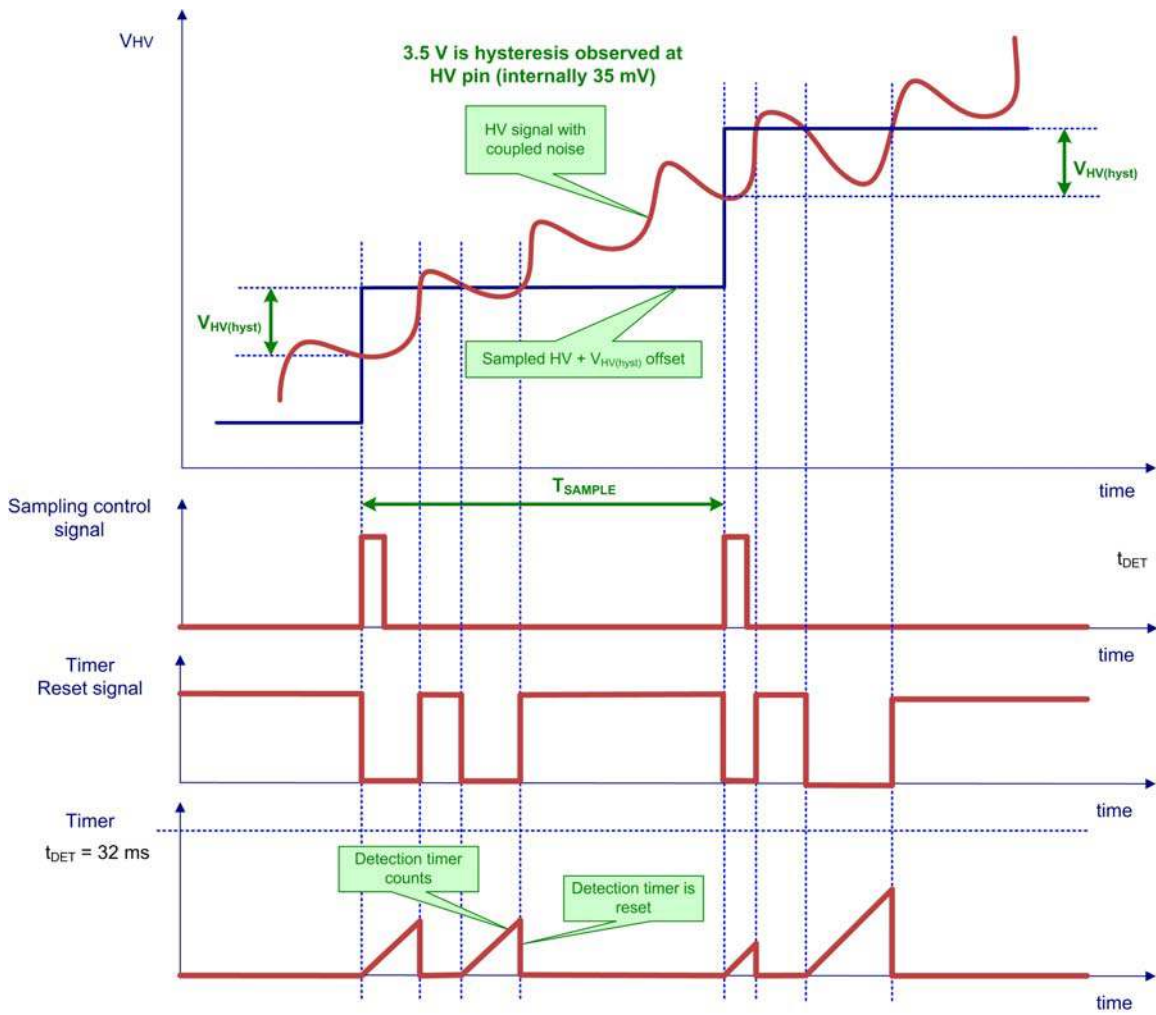 VHV
3.5 V is hysteresis observed at
HV pin (internally 35 mV)
HV signal with
coupled noise
VHV(hyst)
VHV(hyst)
Sampled HV + VHV(hyst) offset
time
Sampling control
signal
TSAMPLE
tDET
time
Timer
Reset signal
time
Timer
tDET = 32 ms
Detection timer
counts
Detection timer is
reset
time